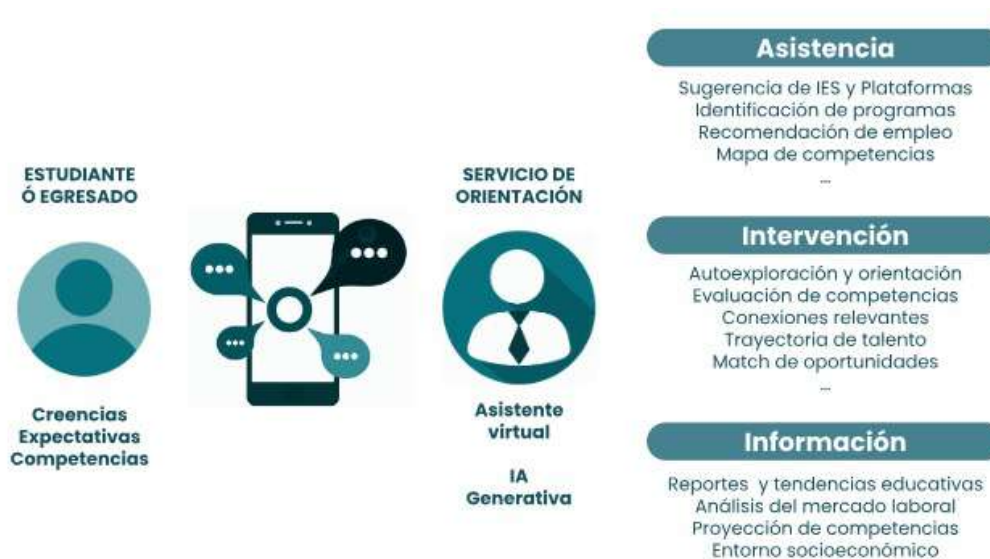 ESTUDIANTE
Ó EGRESADO
Creencias
Expectativas
Competencias
SERVICIO DE
ORIENTACIÓN
Asistente
virtual
IA
Generativa
Asistencia
Sugerencia de IES y Plataformas
Identificación de programas
Recomendación de empleo
Mapa de competencias
...
Intervención
Autoexploración y orientación
Evaluación de competencias
Conexiones relevantes
Trayectoria de talento
Match de oportunidades
...
Información
Reportes y tendencias educativas
Análisis del mercado laboral
Proyección de competencias
Entorno socioeconómico